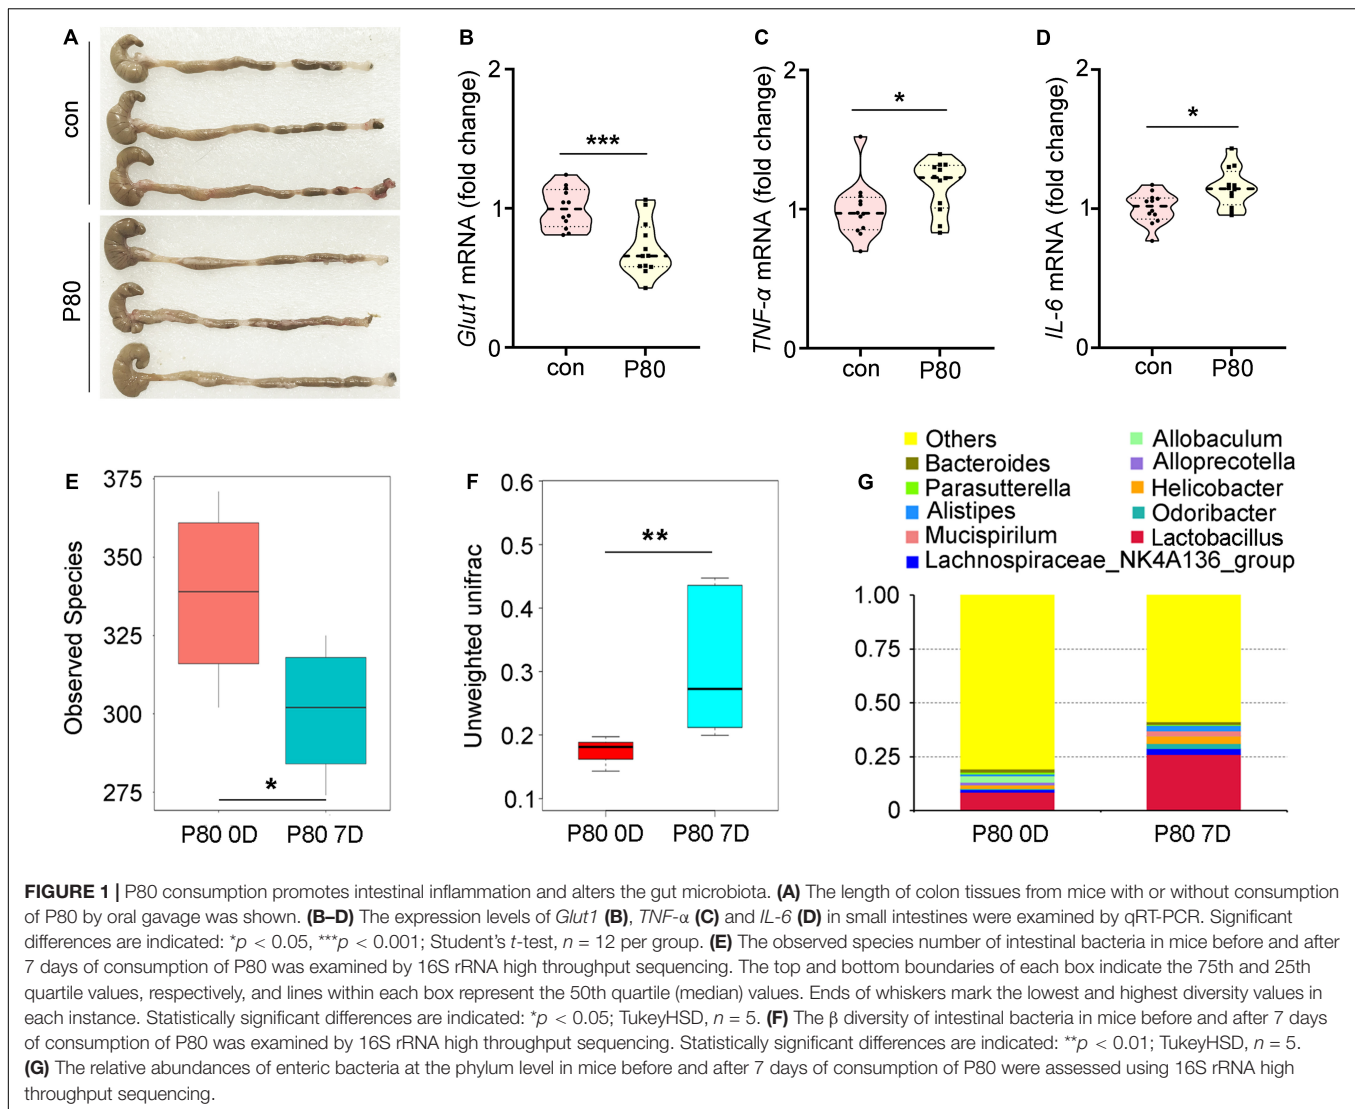 A
con
P80
B
Glut1 mRNA (fold change)
2
1
0
***
con
P80
C
TNF-α mRNA (fold change)
2
1
0
*
con
P80
D
IL-6 mRNA (fold change)
2
1
0
*
con
P80
E
Observed Species
375
350
325
300
275
*
P80 0D
P80 7D
F
Unweighted unifrac
0.6
0.5
0.4
0.3
0.2
0.1
**
P80 0D
P80 7D
G
Others
Bacteroides
Parasutterella
Alistipes
Mucispirilum
Lachnospiraceae_NK4A136_group
Allobaculum
Alloprecotella
Helicobacter
Odoribacter
Lactobacillus
1.00
0.75
0.50
0.25
0
P80 0D
P80 7D
FIGURE 1 | P80 consumption promotes intestinal inflammation and alters the gut microbiota. (A) The length of colon tissues from mice with or without consumption
of P80 by oral gavage was shown. (B–D) The expression levels of Glut1 (B), TNF-α (C) and IL-6 (D) in small intestines were examined by qRT-PCR. Significant
differences are indicated: *p < 0.05, ***p < 0.001; Student's t-test, n = 12 per group. (E) The observed species number of intestinal bacteria in mice before and after
7 days of consumption of P80 was examined by 16S rRNA high throughput sequencing. The top and bottom boundaries of each box indicate the 75th and 25th
quartile values, respectively, and lines within each box represent the 50th quartile (median) values. Ends of whiskers mark the lowest and highest diversity values in
each instance. Statistically significant differences are indicated: *p < 0.05; TukeyHSD, n = 5. (F) The β diversity of intestinal bacteria in mice before and after 7 days
of consumption of P80 was examined by 16S rRNA high throughput sequencing. Statistically significant differences are indicated: **p < 0.01; TukeyHSD, n = 5.
(G) The relative abundances of enteric bacteria at the phylum level in mice before and after 7 days of consumption of P80 were assessed using 16S rRNA high
throughput sequencing.